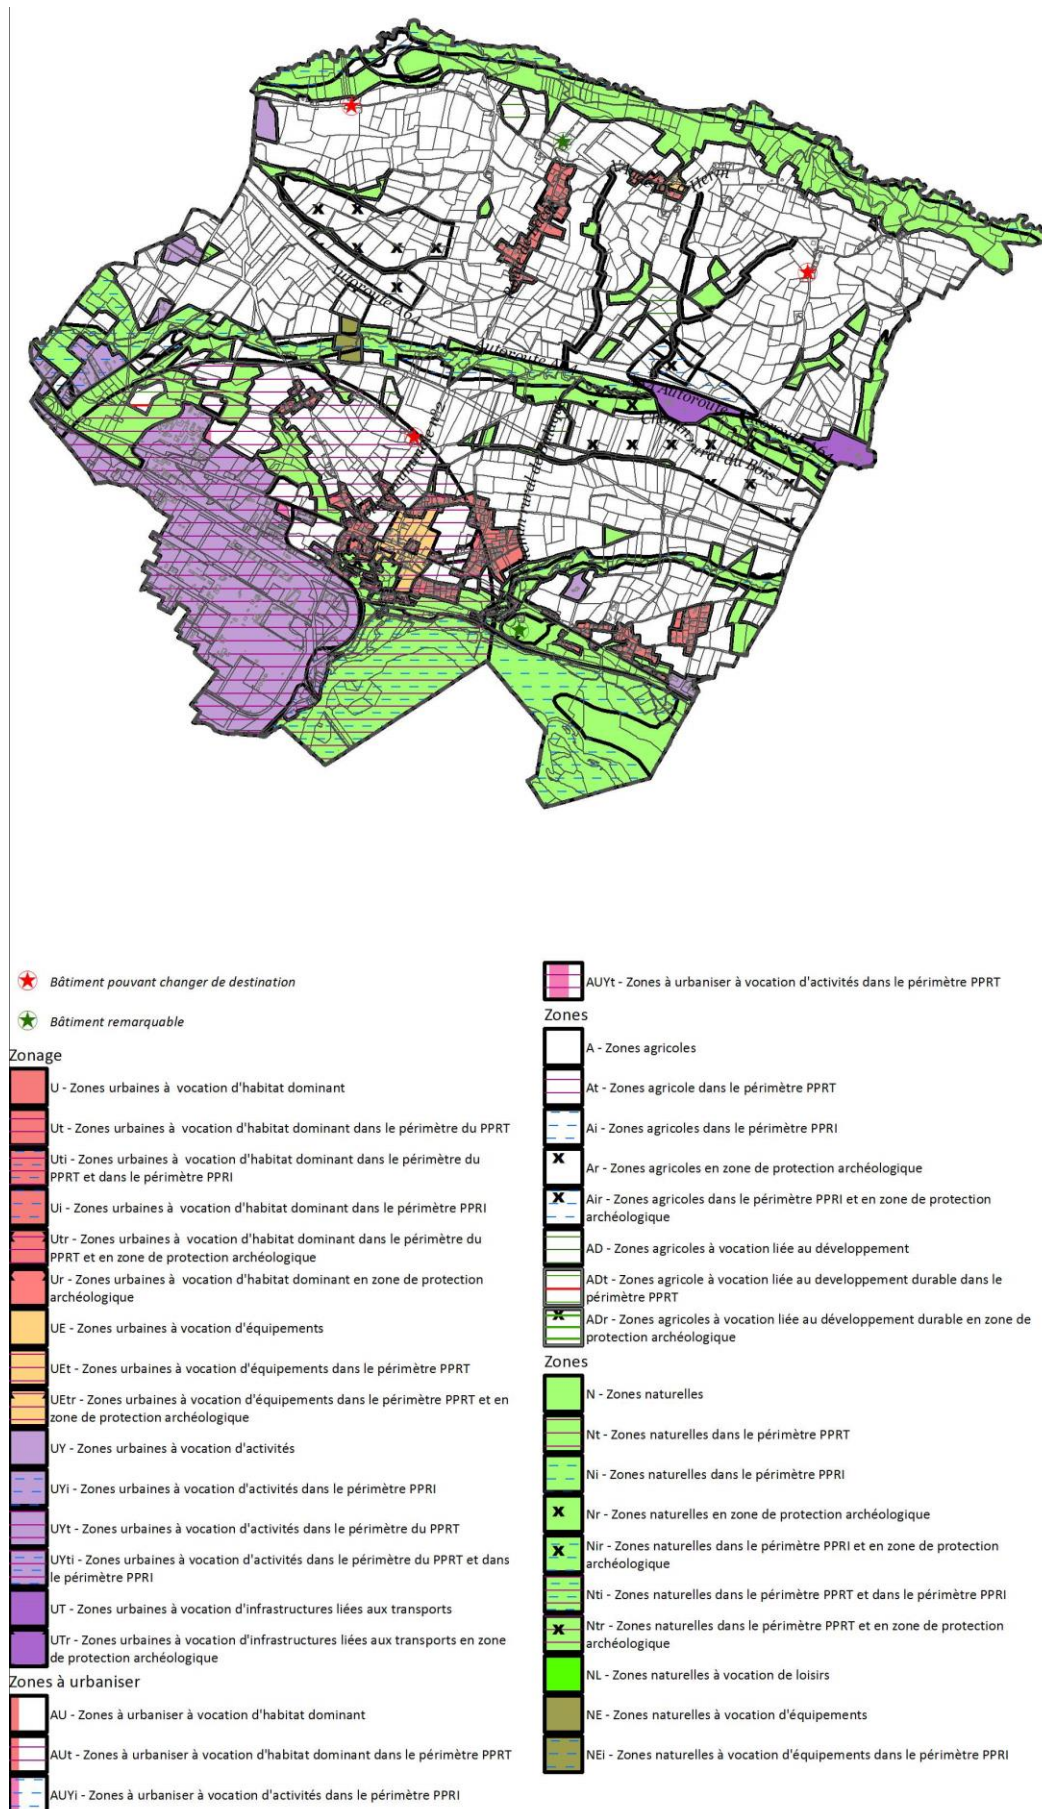 l'Ange
Herm
Autoroute A64
Autoroute A64
Autoroute
Autoroute A64
Chemin rural du Bois
Chemin rural de
Bâtiment pouvant changer de destination
Bâtiment remarquable
Zonage
U - Zones urbaines à vocation d'habitat dominant
Ut - Zones urbaines à vocation d'habitat dominant dans le périmètre du PPRT
Uti - Zones urbaines à vocation d'habitat dominant dans le périmètre du
PPRT et dans le périmètre PPRI
Ui - Zones urbaines à vocation d'habitat dominant dans le périmètre PPRI
Utr - Zones urbaines à vocation d'habitat dominant dans le périmètre du
PPRT et en zone de protection archéologique
Ur - Zones urbaines à vocation d'habitat dominant en zone de protection
archéologique
UE - Zones urbaines à vocation d'équipements
UEt - Zones urbaines à vocation d'équipements dans le périmètre PPRT
UEtr - Zones urbaines à vocation d'équipements dans le périmètre PPRT et en
zone de protection archéologique
UY - Zones urbaines à vocation d'activités
UYi - Zones urbaines à vocation d'activités dans le périmètre PPRI
UYt - Zones urbaines à vocation d'activités dans le périmètre du PPRT
UYti - Zones urbaines à vocation d'activités dans le périmètre du PPRT et dans
le périmètre PPRI
UT - Zones urbaines à vocation d'infrastructures liées aux transports
UTr - Zones urbaines à vocation d'infrastructures liées aux transports en zone
de protection archéologique
Zones à urbaniser
AU - Zones à urbaniser à vocation d'habitat dominant
AUt - Zones à urbaniser à vocation d'habitat dominant dans le périmètre PPRT
AUYi - Zones à urbaniser à vocation d'activités dans le périmètre PPRI
AUYt - Zones à urbaniser à vocation d'activités dans le périmètre PPRT
Zones
A - Zones agricoles
At - Zones agricole dans le périmètre PPRT
Ai - Zones agricoles dans le périmètre PPRI
Ar - Zones agricoles en zone de protection archéologique
Air - Zones agricoles dans le périmètre PPRI et en zone de protection
archéologique
AD - Zones agricoles à vocation liée au développement
ADt - Zones agricole à vocation liée au developpement durable dans le
périmètre PPRT
ADr - Zones agricoles à vocation liée au développement durable en zone de
protection archéologique
Zones
N - Zones naturelles
Nt - Zones naturelles dans le périmètre PPRT
Ni - Zones naturelles dans le périmètre PPRI
Nr - Zones naturelles en zone de protection archéologique
Nir - Zones naturelles dans le périmètre PPRI et en zone de protection
archéologique
Nti - Zones naturelles dans le périmètre PPRT et dans le périmètre PPRI
Ntr - Zones naturelles dans le périmètre PPRT et en zone de protection
archéologique
NL - Zones naturelles à vocation de loisirs
NE - Zones naturelles à vocation d'équipements
NEi - Zones naturelles à vocation d'équipements dans le périmètre PPRI